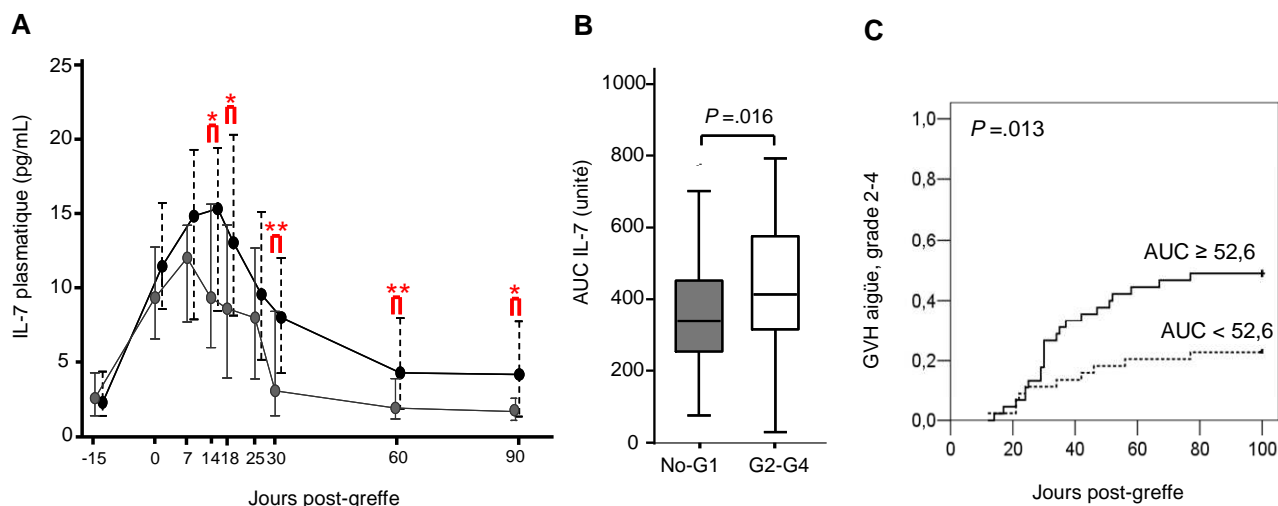 A
IL-7 plasmatique (pg/mL)
25
20
15
10
5
0
*
*
**
**
*
-15
0
7
14
18
25
30
60
90
Jours post-greffe
B
AUC IL-7 (unité)
1000
800
600
400
200
0
P =.016
No-G1
G2-G4
C
GVH aigüe, grade 2-4
1,0
0,8
0,6
0,4
0,2
0,0
P =.013
AUC ≥ 52,6
AUC < 52,6
0
20
40
60
80
100
Jours post-greffe